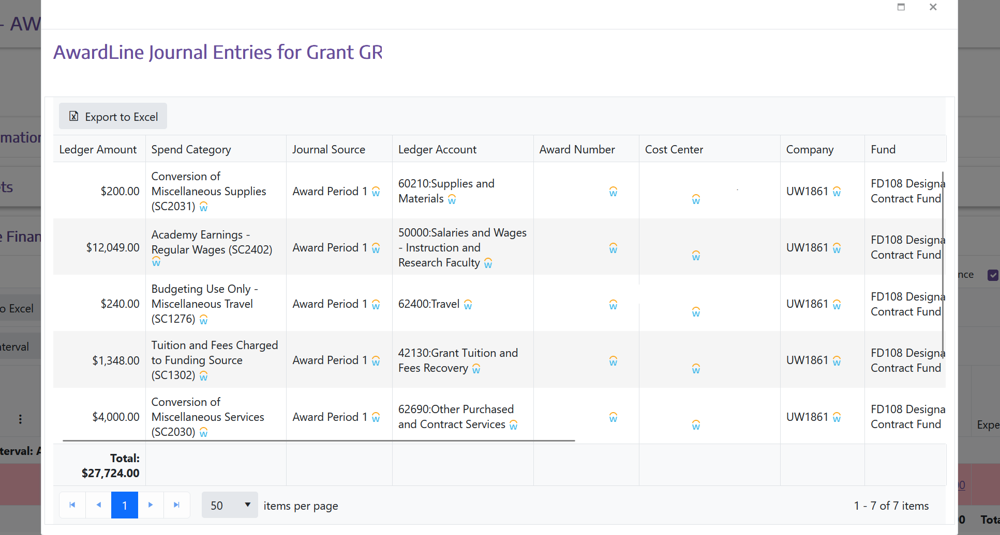 - AW
AwardLine Journal Entries for Grant GR
Export to Excel
Ledger Amount Spend Category Journal Source Ledger Account Award Number Cost Center Company Fund
$200.00 Conversion of Miscellaneous Supplies (SC2031) Award Period 1 60210:Supplies and Materials UW1861 FD108 Designa Contract Fund
$12,049.00 Academy Earnings - Regular Wages (SC2402) Award Period 1 50000:Salaries and Wages - Instruction and Research Faculty UW1861 FD108 Designa Contract Fund
$240.00 Budgeting Use Only - Miscellaneous Travel (SC1276) Award Period 1 62400:Travel UW1861 FD108 Designa Contract Fund
$1,348.00 Tuition and Fees Charged to Funding Source (SC1302) Award Period 1 42130:Grant Tuition and Fees Recovery UW1861 FD108 Designa Contract Fund
$4,000.00 Conversion of Miscellaneous Services (SC2030) Award Period 1 62690:Other Purchased and Contract Services UW1861 FD108 Designa Contract Fund
Total:
$27,724.00
1 50 items per page 1 - 7 of 7 items
mation
ets
e Finan
o Excel
nterval
terval: A
nce
Expe
00
00 Tota